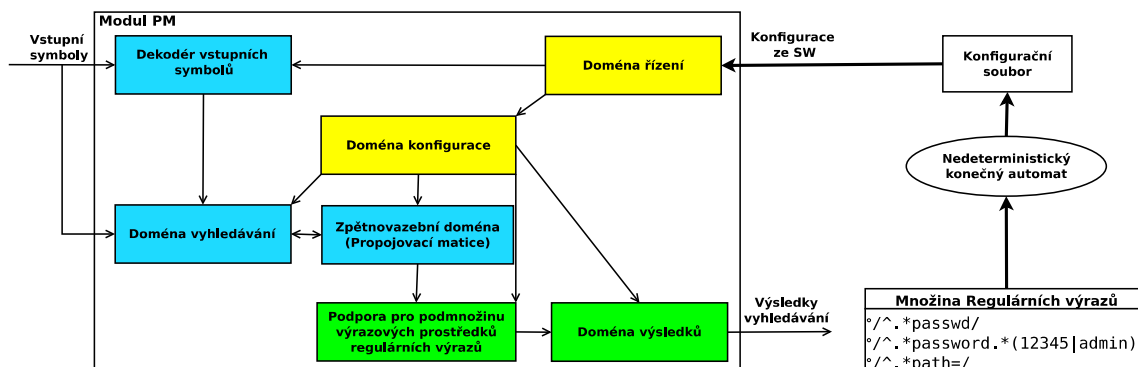 Modul PM
Vstupní
symboly
Dekodér vstupních
symbolů
Doména řízení
Konfigurace
ze SW
Konfigurační
soubor
Doména konfigurace
Nedeterministický
konečný automat
Doména vyhledávání
Zpětnovazební doména
(Propojovací matice)
Podpora pro podmnožinu
výrazových prostředků
regulárních výrazů
Doména výsledků
Výsledky
vyhledávání
Množina Regulárních výrazů
°/^.*passwd/
°/^.*password.*(12345|admin)
°/^.*path=/